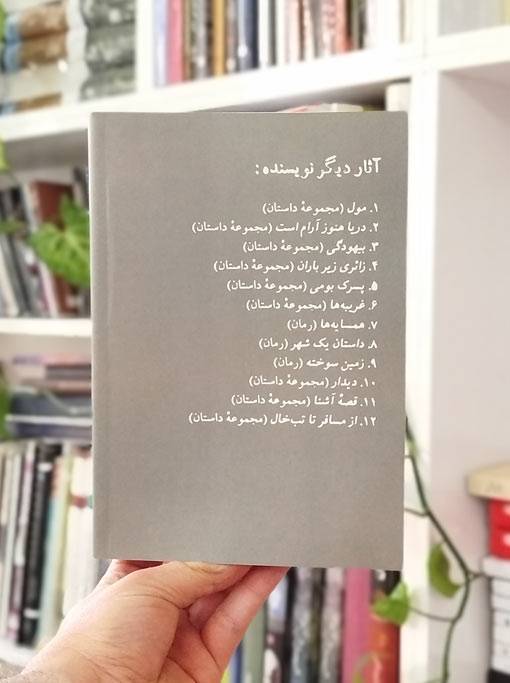 آثار دیگر نویسنده:
۱. مول (مجموعهٔ داستان)
۲. دریا هنوز آرام است (مجموعهٔ داستان)
۳. بیهودگی (مجموعهٔ داستان)
۴. زائری زیر باران (مجموعهٔ داستان)
۵. پسرک بومی (مجموعهٔ داستان)
۶. غریبه‌ها (مجموعهٔ داستان)
۷. همسایه‌ها (رمان)
۸. داستان یک شهر (رمان)
۹. زمین سوخته (رمان)
۱۰. دیدار (مجموعهٔ داستان)
۱۱. قصهٔ آشنا (مجموعهٔ داستان)
۱۲. از مسافر تا تب‌خال (مجموعهٔ داستان)